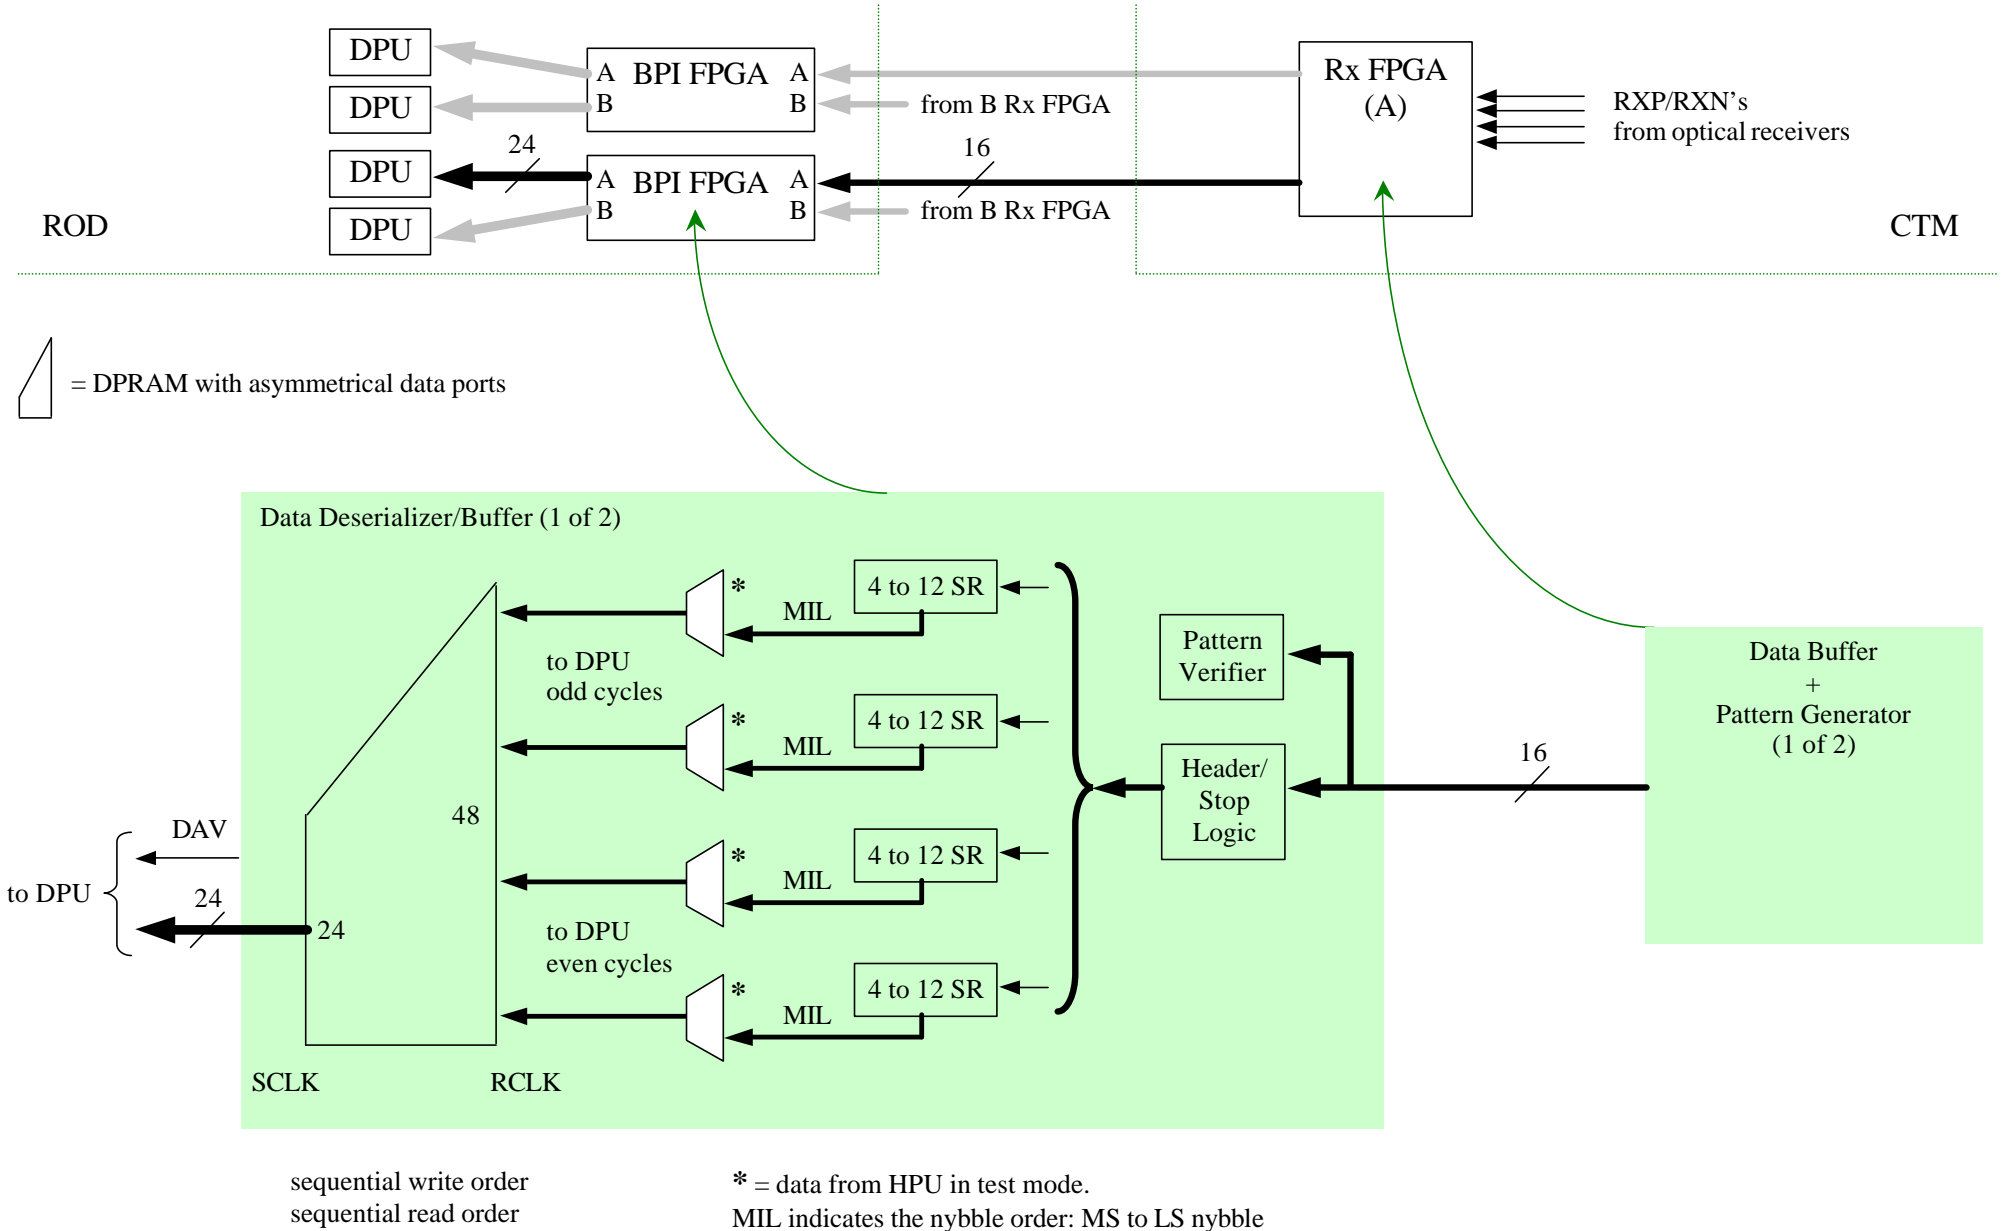 DPU
DPU
DPU
DPU
24
A
B
BPI FPGA
A
B
A
B
BPI FPGA
A
B
from B Rx FPGA
16
from B Rx FPGA
Rx FPGA
(A)
RXP/RXN’s
from optical receivers
ROD
CTM
= DPRAM with asymmetrical data ports
Data Deserializer/Buffer (1 of 2)
*
MIL
4 to 12 SR
to DPU
odd cycles
*
MIL
4 to 12 SR
48
*
MIL
4 to 12 SR
to DPU
even cycles
*
MIL
4 to 12 SR
Pattern
Verifier
Header/
Stop
Logic
16
Data Buffer
+
Pattern Generator
(1 of 2)
DAV
to DPU
24
24
SCLK
RCLK
sequential write order
sequential read order
* = data from HPU in test mode.
MIL indicates the nybble order: MS to LS nybble